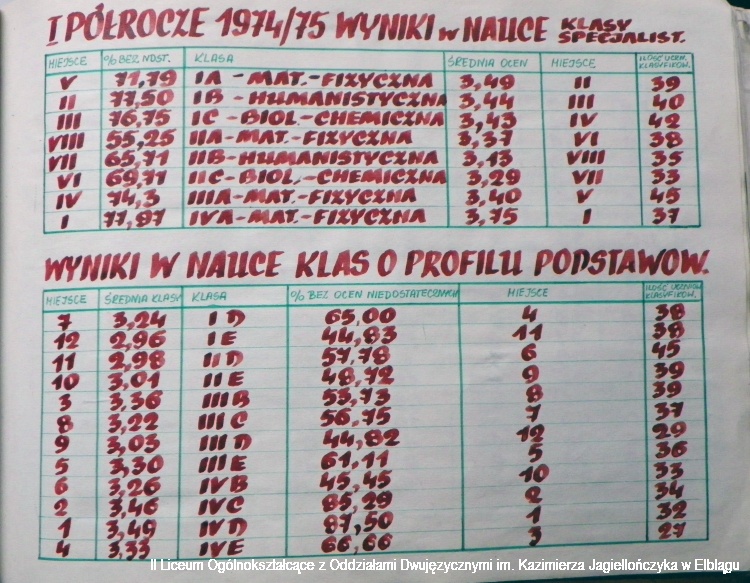 I PÓŁROCZE 1974/75 WYNIKI w NAUCE KLASY SPECJALIST.
MIEJSCE % BEZ NDST. KLASA ŚREDNIA OCEN MIEJSCE ILOŚĆ UCZN. KLASYFIKOW.
V 71,79 IA - MAT.-FIZYCZNA 3,49 II 39
II 77,50 IB - HUMANISTYCZNA 3,44 III 40
III 76,75 IC - BIOL.-CHEMICZNA 3,43 IV 42
VIII 55,25 IIA-MAT.-FIZYCZNA 3,37 VI 38
VII 65,71 IIB-HUMANISTYCZNA 3,13 VIII 35
VI 69,71 IIC-BIOL.-CHEMICZNA 3,29 VII 33
IV 74,3 IIIA-MAT.-FIZYCZNA 3,40 V 45
I 77,87 IVA-MAT.-FIZYCZNA 3,75 I 37
WYNIKI W NAUCE KLAS O PROFILU PODSTAWOW.
MIEJSCE ŚREDNIA KLASY KLASA % BEZ OCEN NIEDOSTATECZNYCH MIEJSCE ILOŚĆ UCZNIÓW KLASYFIKOW.
7 3,24 I D 65,00 4 38
12 2,96 I E 44,83 11 38
11 2,98 II D 57,78 6 45
10 3,01 II E 48,72 9 39
3 3,36 III B 53,73 8 39
8 3,22 III C 56,75 7 37
9 3,03 III D 44,82 12 29
5 3,30 III E 61,11 5 36
6 3,26 IV B 45,45 10 33
2 3,46 IV C 85,29 2 34
1 3,49 IV D 87,50 1 32
4 3,33 IV E 66,66 3 27
II Liceum Ogólnokształcące z Oddziałami Dwujęzycznymi im. Kazimierza Jagiellończyka w Elblągu